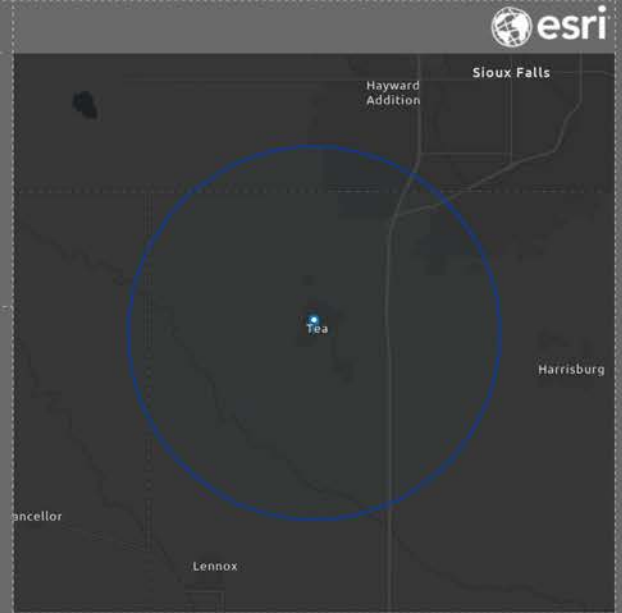 esri
Sioux Falls
Hayward
Addition
Tea
Harrisburg
ancellor
Lennox